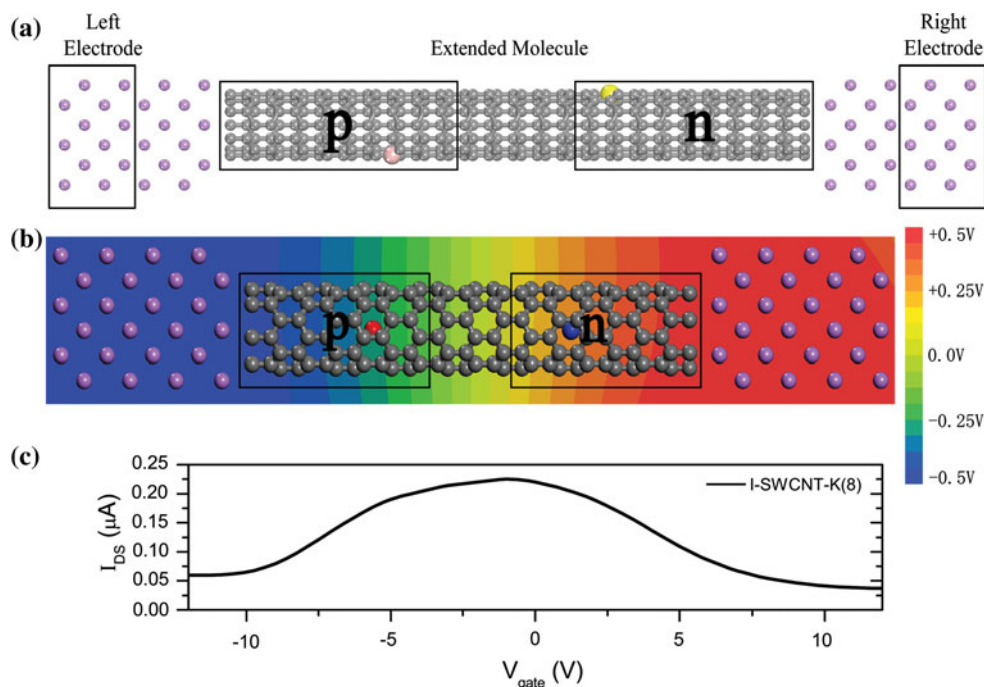 (a)
Left
Electrode
Extended Molecule
Right
Electrode
p
n
(b)
p
n
+0.5V
+0.25V
0.0V
-0.25V
-0.5V
(c)
0.25
0.20
0.15
0.10
0.05
0.00
I_DS (μA)
I-SWCNT-K(8)
-10
-5
0
5
10
V_gate (V)